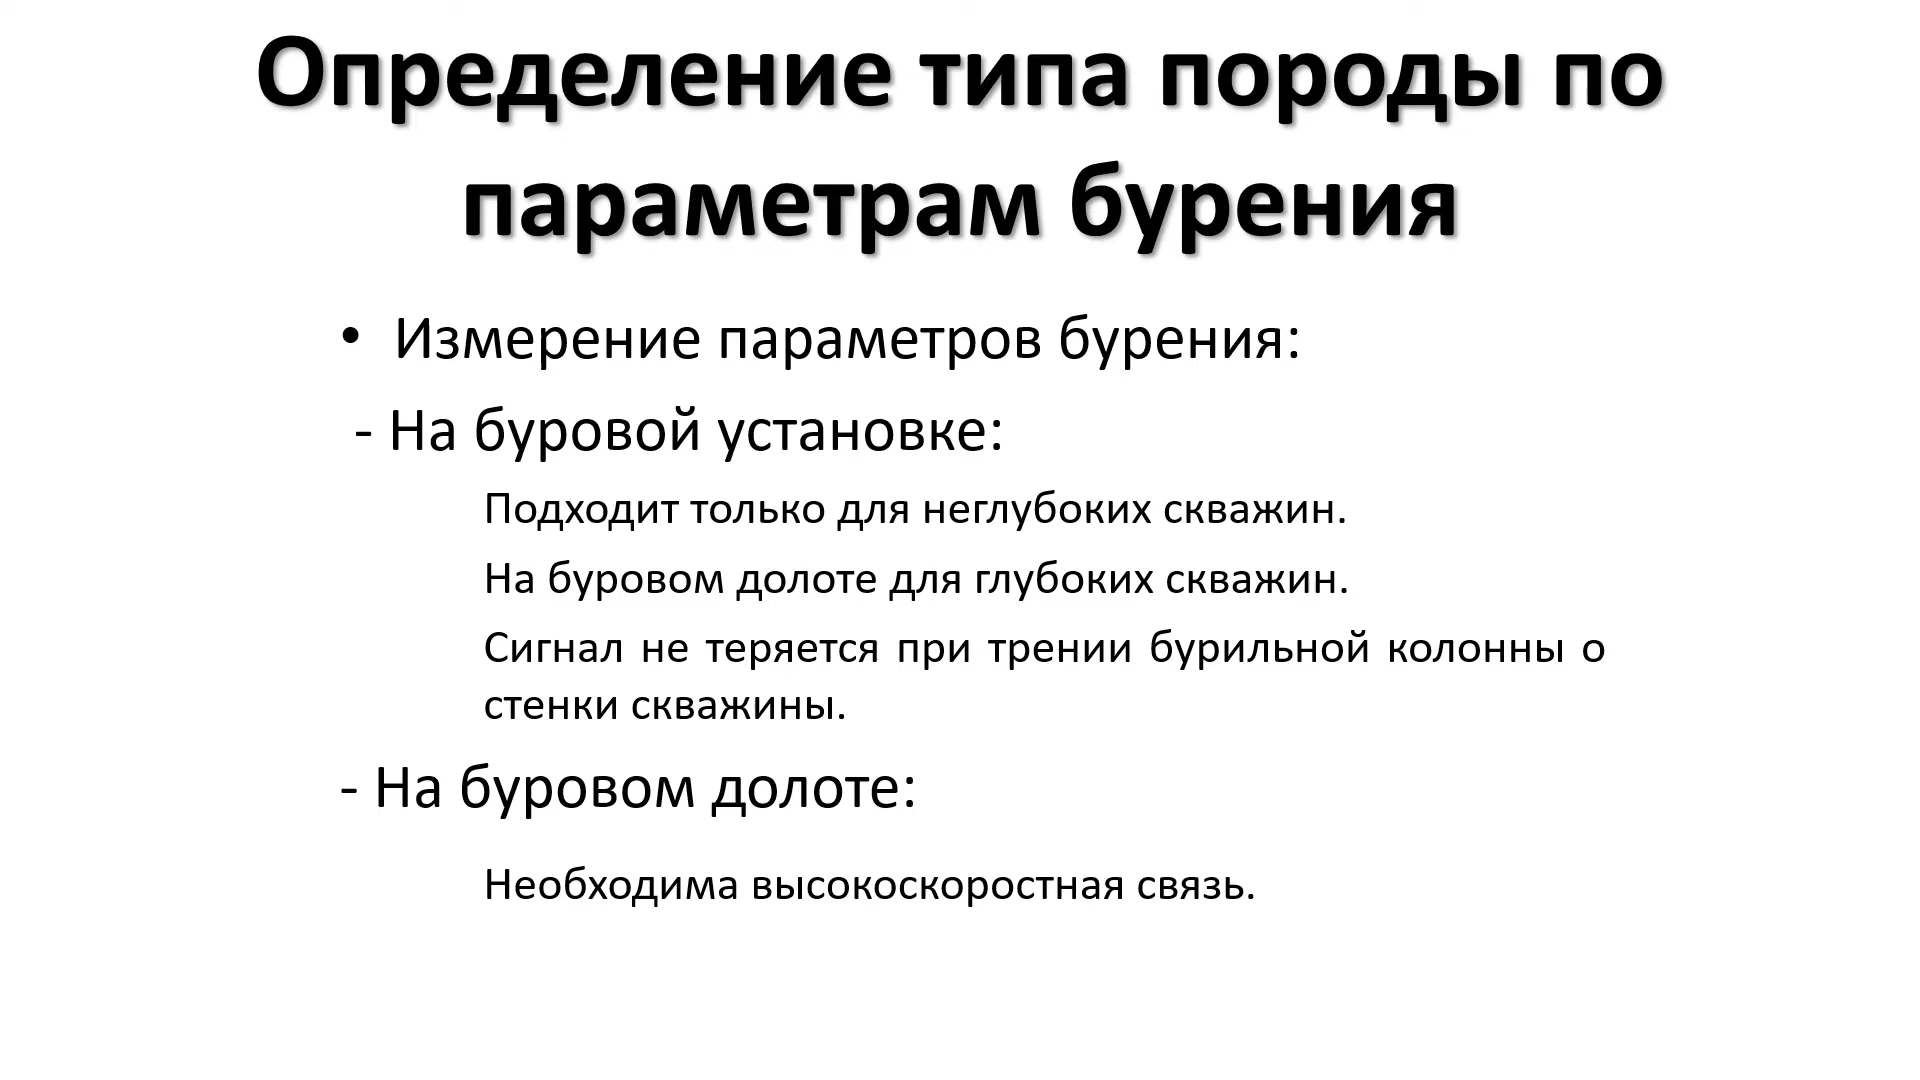 Определение типа породы по
параметрам бурения
• Измерение параметров бурения:
- На буровой установке:
Подходит только для неглубоких скважин.
На буровом долоте для глубоких скважин.
Сигнал не теряется при трении бурильной колонны о
стенки скважины.
- На буровом долоте:
Необходима высокоскоростная связь.